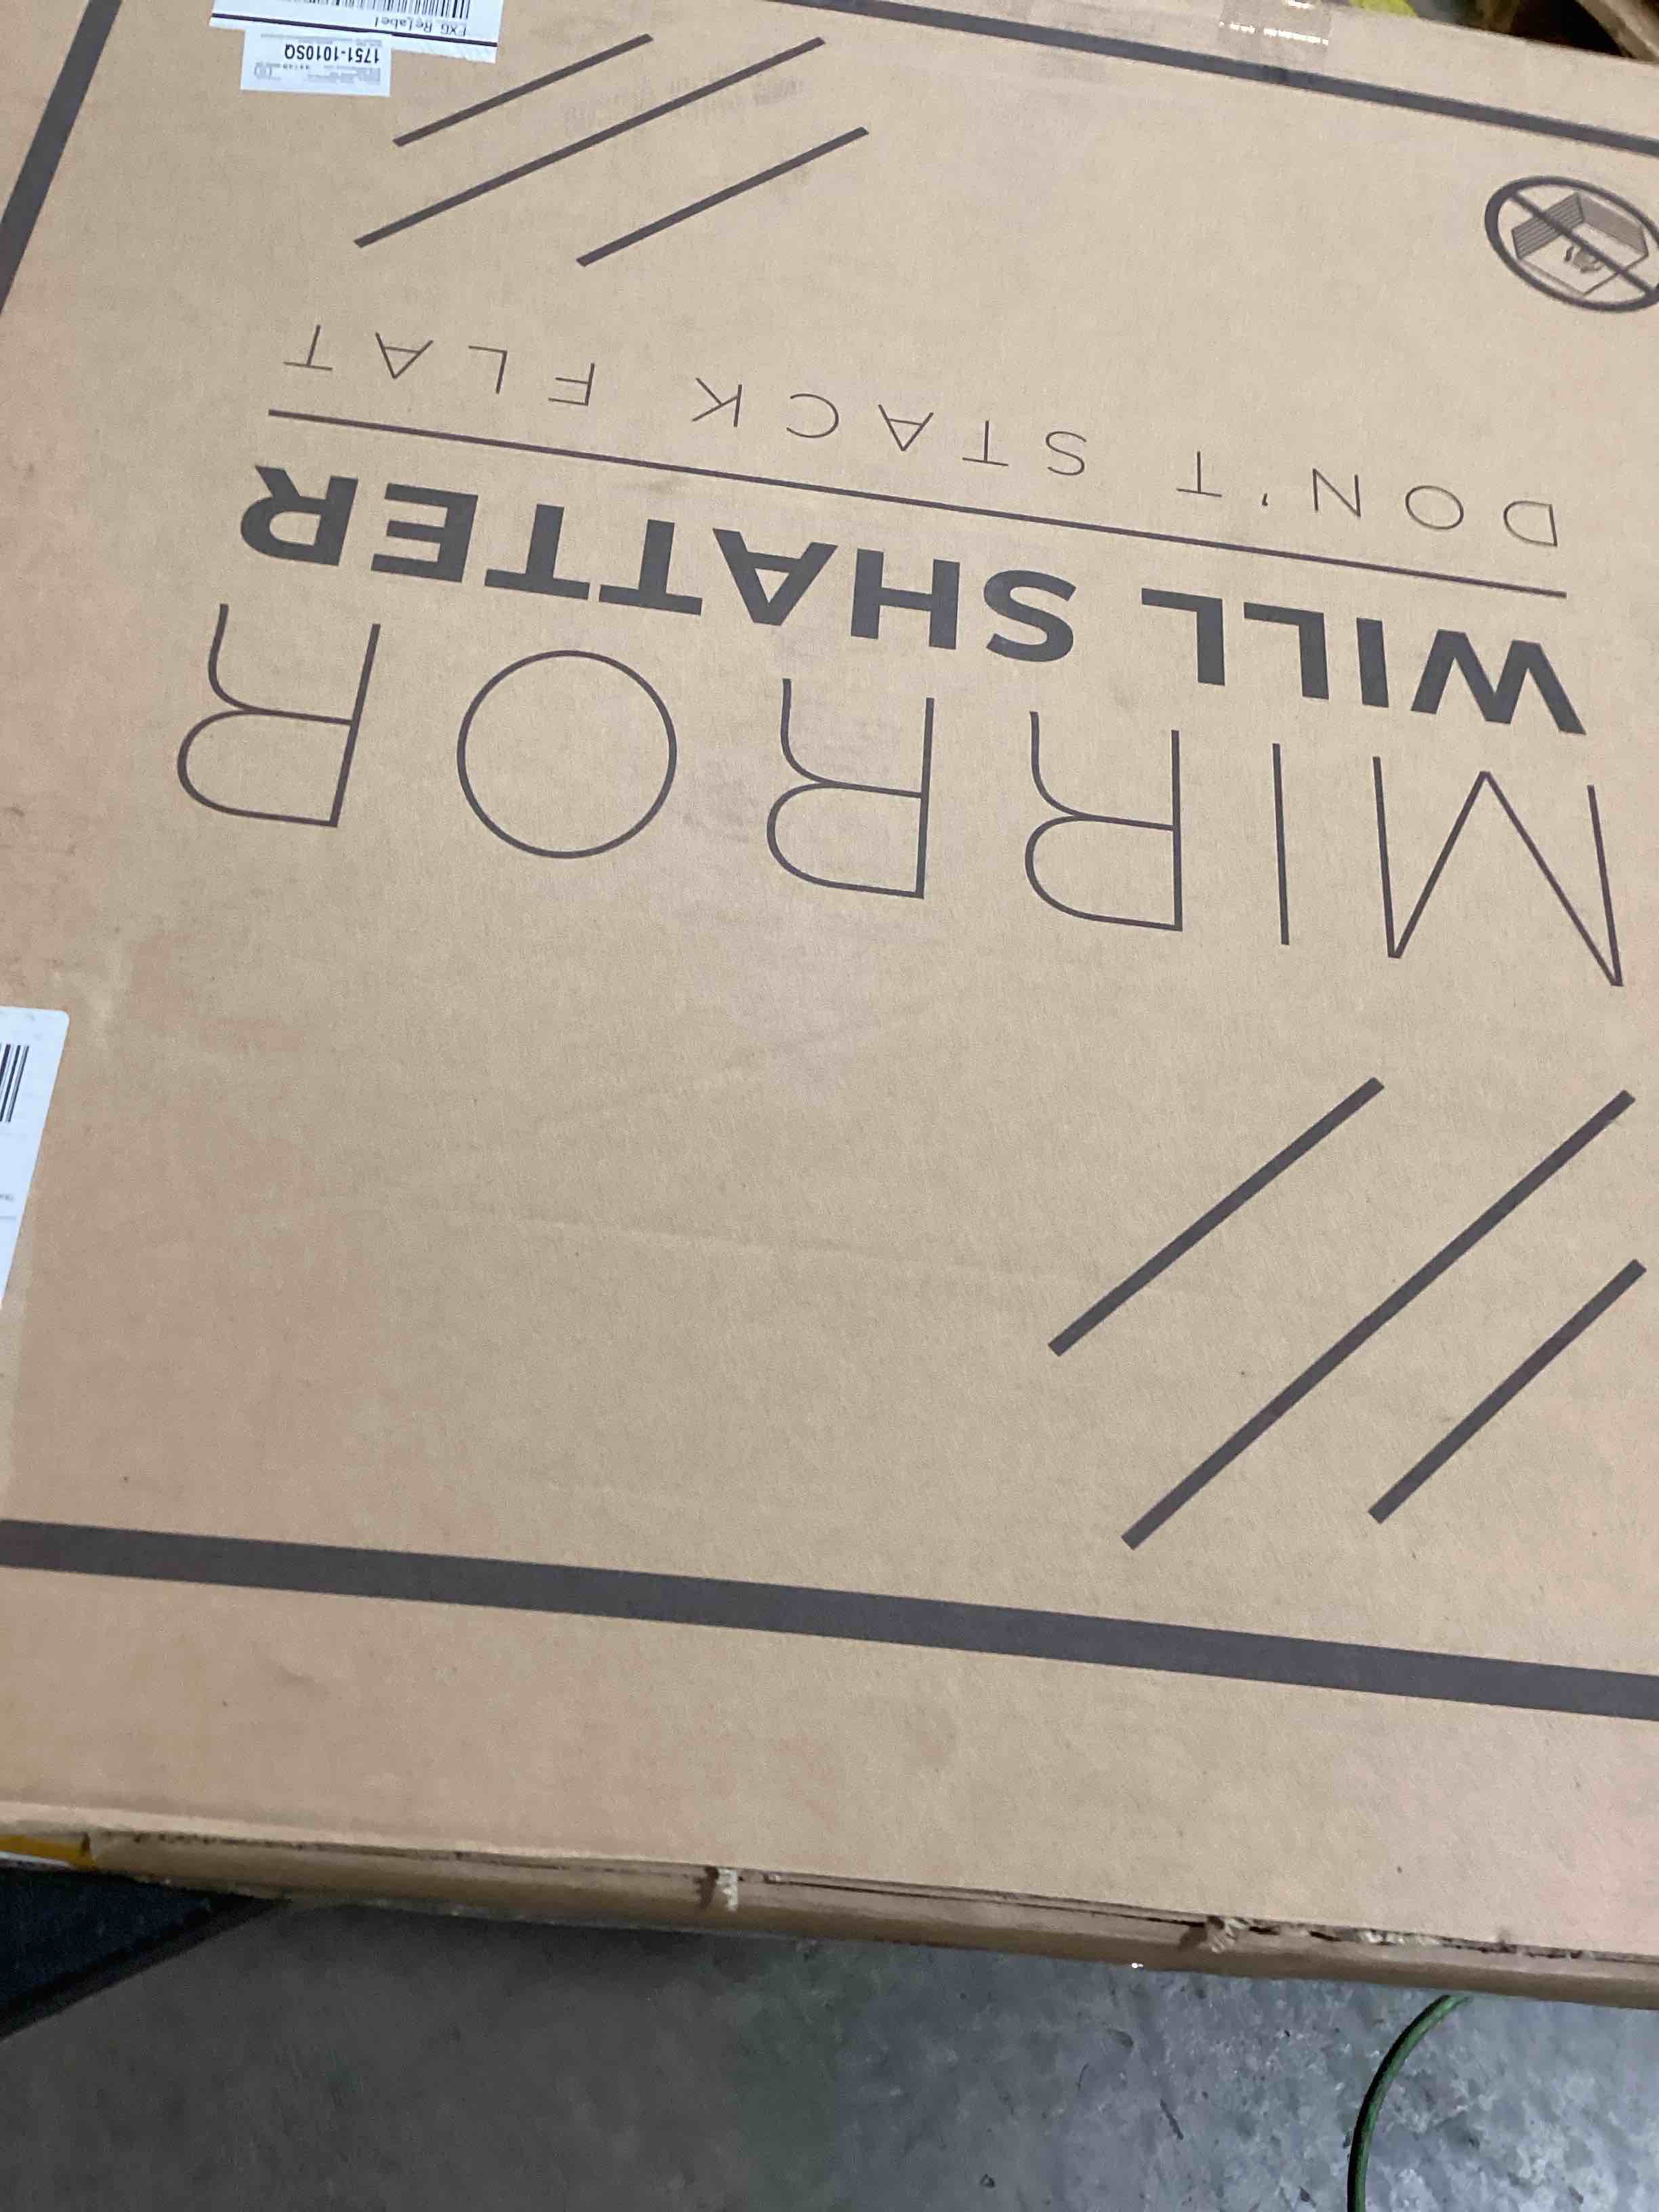 MIRROR
WILL SHATTER
DON'T STACK FLAT
FXG Relabel
1751-1010SQ